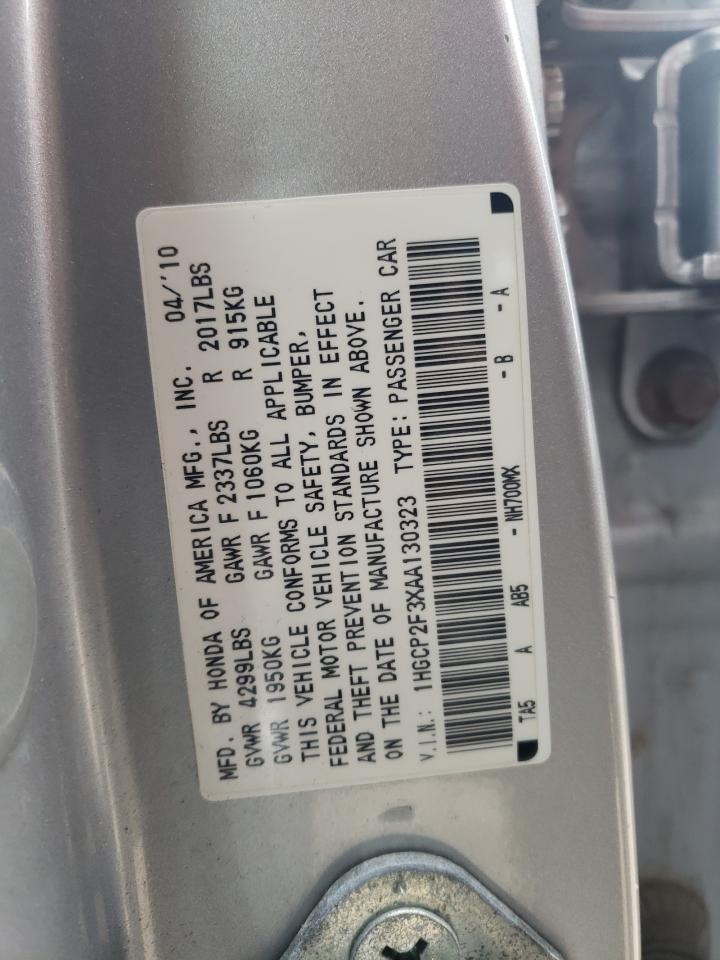 MFD. BY HONDA OF AMERICA MFG., INC. 04/'10
GVWR 4299LBS GAWR F 2337LBS R 2017LBS
GVWR 1950KG GAWR F 1060KG R 915KG
THIS VEHICLE CONFORMS TO ALL APPLICABLE
FEDERAL MOTOR VEHICLE SAFETY, BUMPER,
AND THEFT PREVENTION STANDARDS IN EFFECT
ON THE DATE OF MANUFACTURE SHOWN ABOVE.
V.I.N.: 1HGCP2F3XAA130323 TYPE: PASSENGER CAR
TA5 A AB5 - NH700MX - B - A